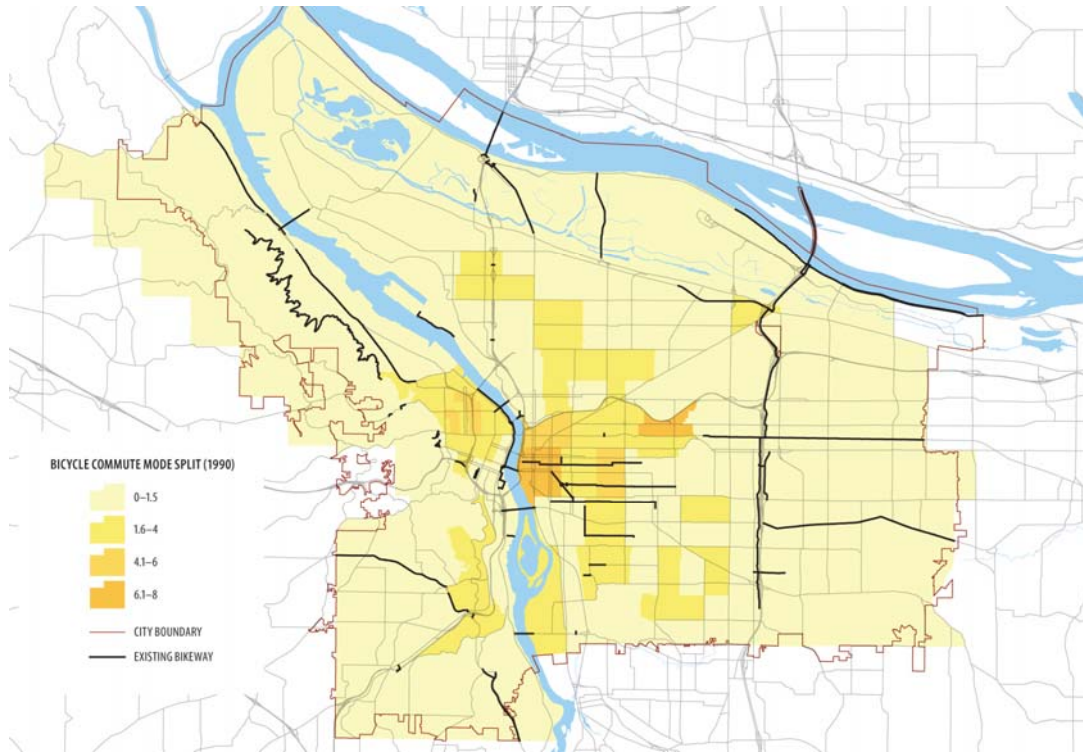 BICYCLE COMMUTE MODE SPLIT (1990)
0–1.5
1.6–4
4.1–6
6.1–8
CITY BOUNDARY
EXISTING BIKEWAY